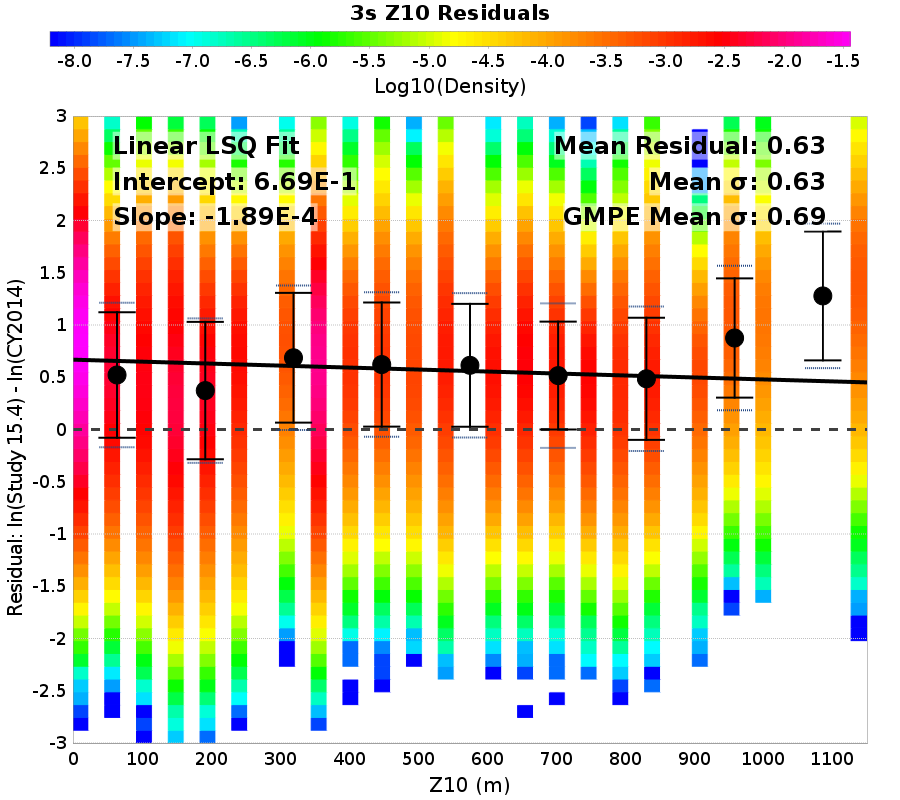 3s Z10 Residuals
-8.0 -7.5 -7.0 -6.5 -6.0 -5.5 -5.0 -4.5 -4.0 -3.5 -3.0 -2.5 -2.0 -1.5
Log10(Density)
Linear LSQ Fit
Intercept: 6.69E-1
Slope: -1.89E-4
Mean Residual: 0.63
Mean σ: 0.63
GMPE Mean σ: 0.69
Residual: ln(Study 15.4) - ln(CY2014)
3
2.5
2
1.5
1
0.5
0
-0.5
-1
-1.5
-2
-2.5
-3
0 100 200 300 400 500 600 700 800 900 1000 1100
Z10 (m)